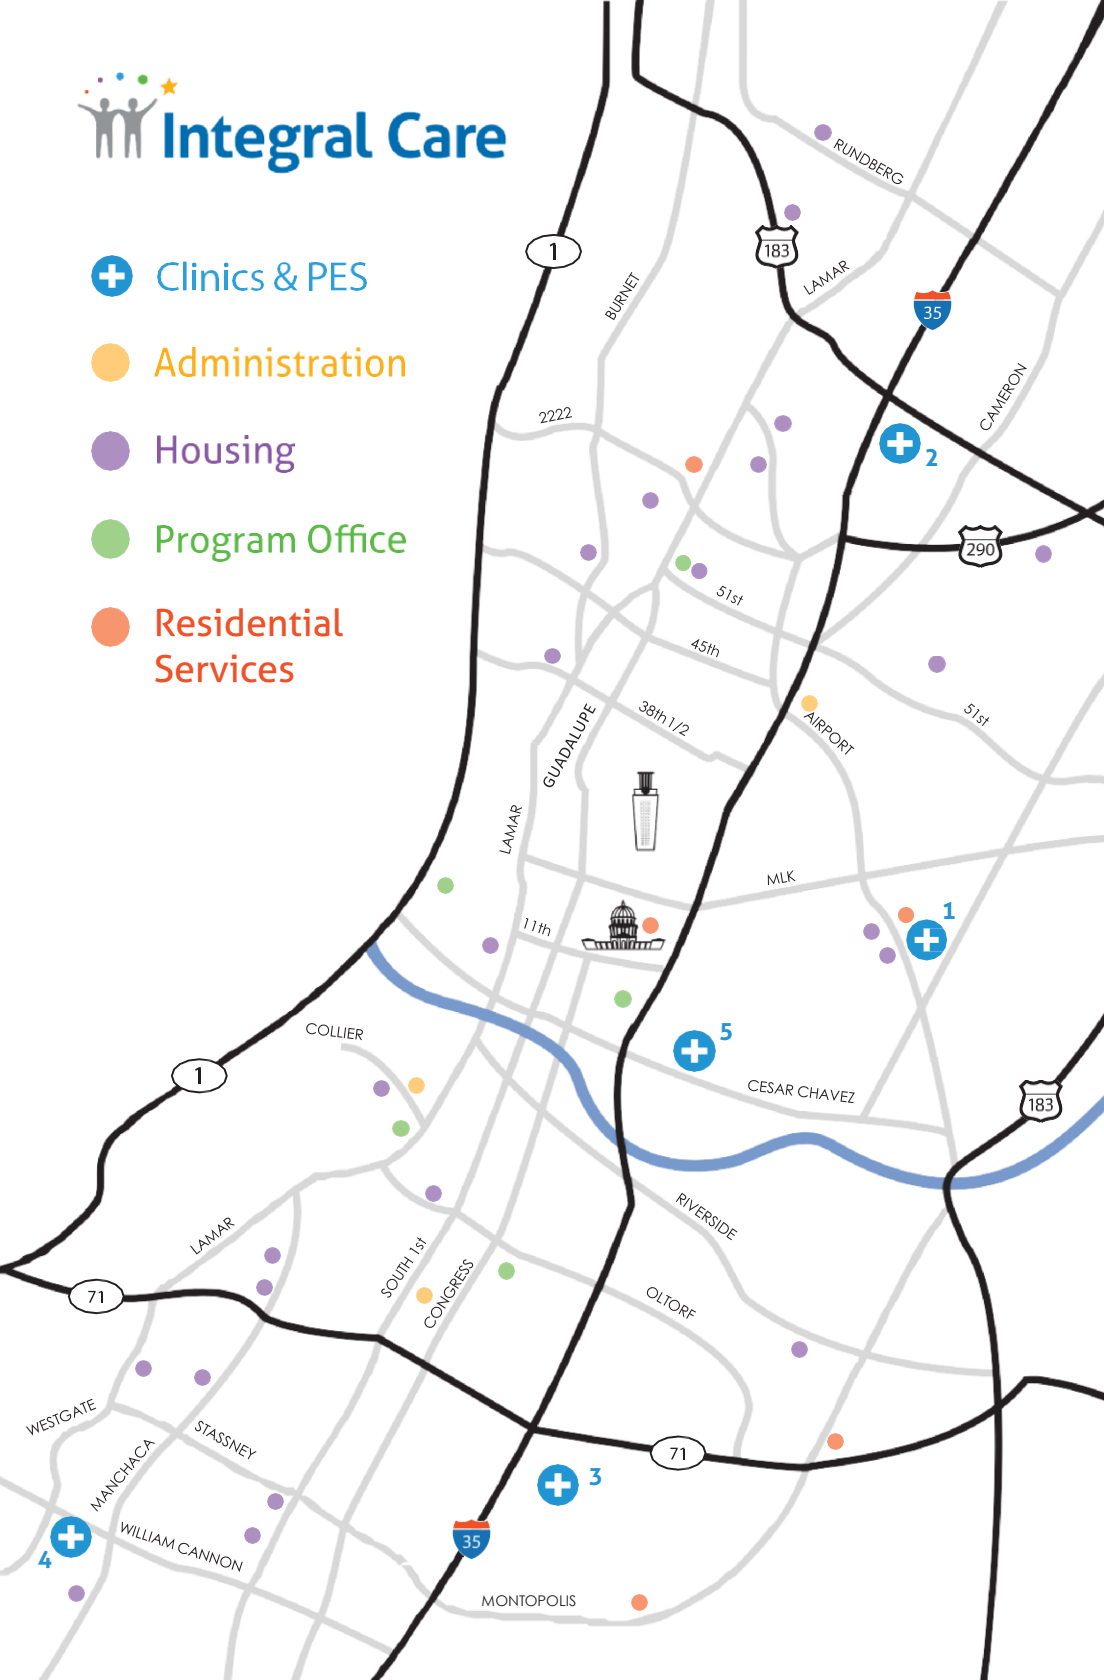 Integral Care
Clinics & PES
Administration
Housing
Program Office
Residential
Services
RUNDBERG
1
183
LAMAR
BURNET
35
CAMERON
2222
2
290
51st
45th
51st
38th 1/2
AIRPORT
GUADALUPE
LAMAR
MLK
1
11th
5
COLLIER
1
CESAR CHAVEZ
183
RIVERSIDE
LAMAR
SOUTH 1st
CONGRESS
71
OLTORF
WESTGATE
STASSNEY
71
MANCHACA
3
WILLIAM CANNON
35
4
MONTOPOLIS